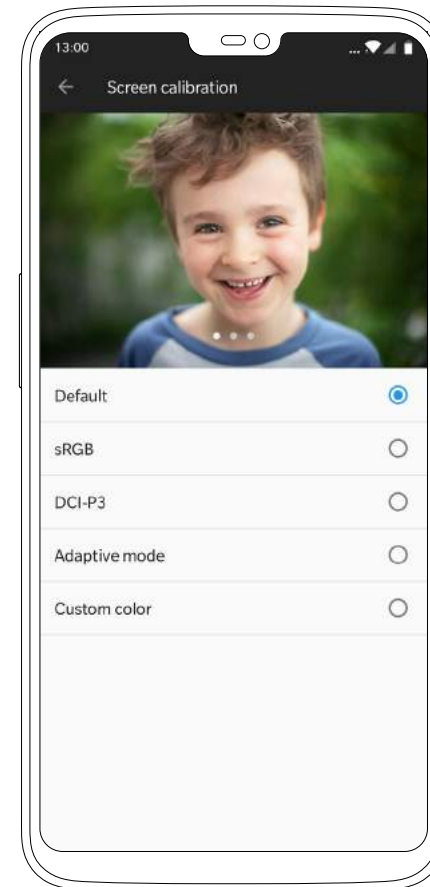 13:00
...
Screen calibration
Default
sRGB
DCI-P3
Adaptive mode
Custom color